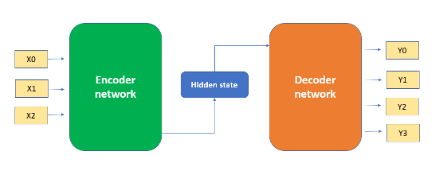 X0
X1
X2
Encoder
network
Hidden state
Decoder
network
Y0
Y1
Y2
Y3